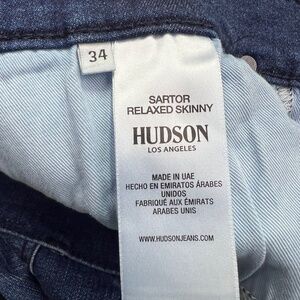 34
SARTOR
RELAXED SKINNY
HUDSON
LOS ANGELES
MADE IN UAE
HECHO EN EMIRATOS ÁRABES
UNIDOS
FABRIQUÉ AUX ÉMIRATS
ARABES UNIS
WWW.HUDSONJEANS.COM